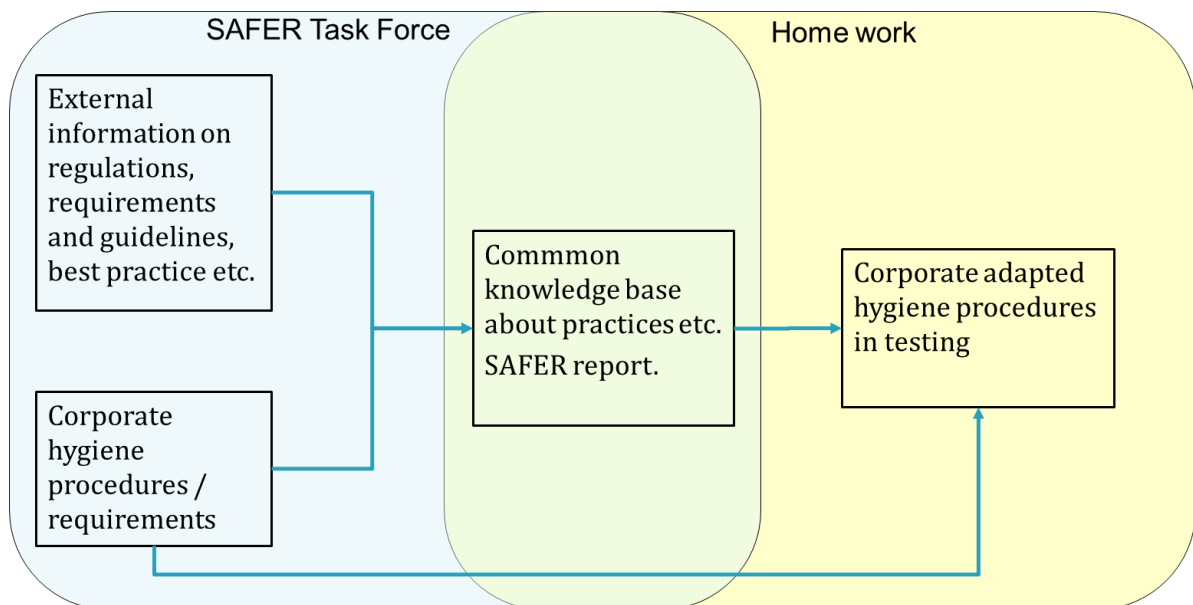 SAFER Task Force
Home work
External
information on
regulations,
requirements
and guidelines,
best practice etc.
Commmon
knowledge base
about practices etc.
SAFER report.
Corporate adapted
hygiene procedures
in testing
Corporate
hygiene
procedures /
requirements